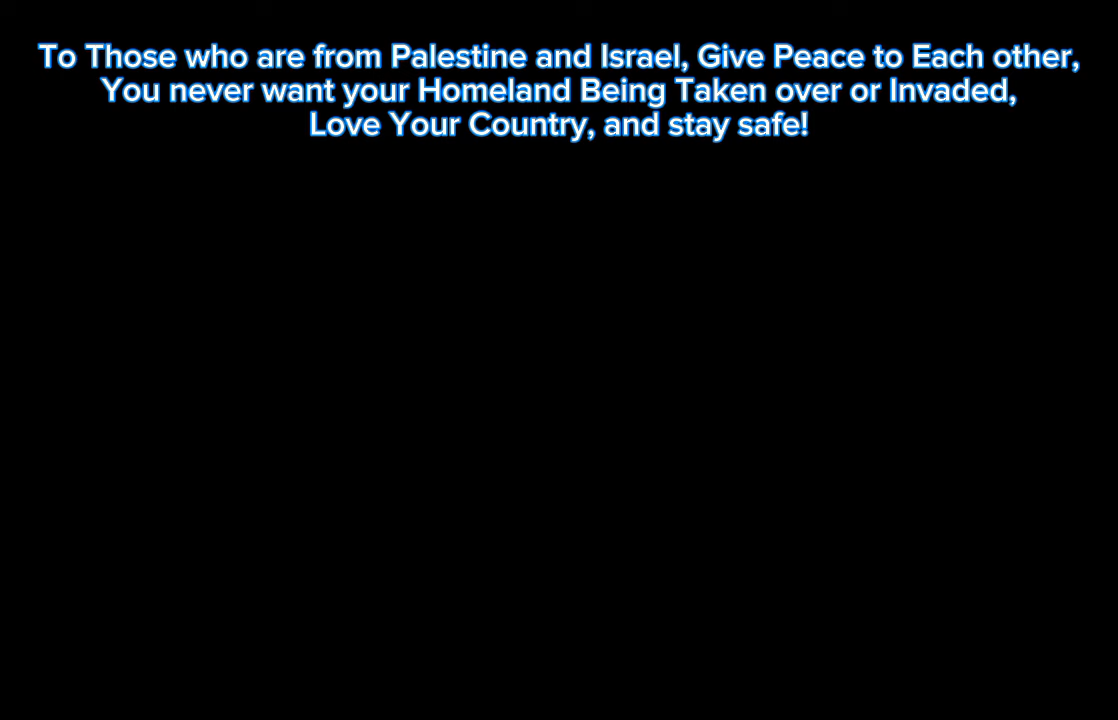 To Those who are from Palestine and Israel, Give Peace to Each other,
You never want your Homeland Being Taken over or Invaded,
Love Your Country, and stay safe!